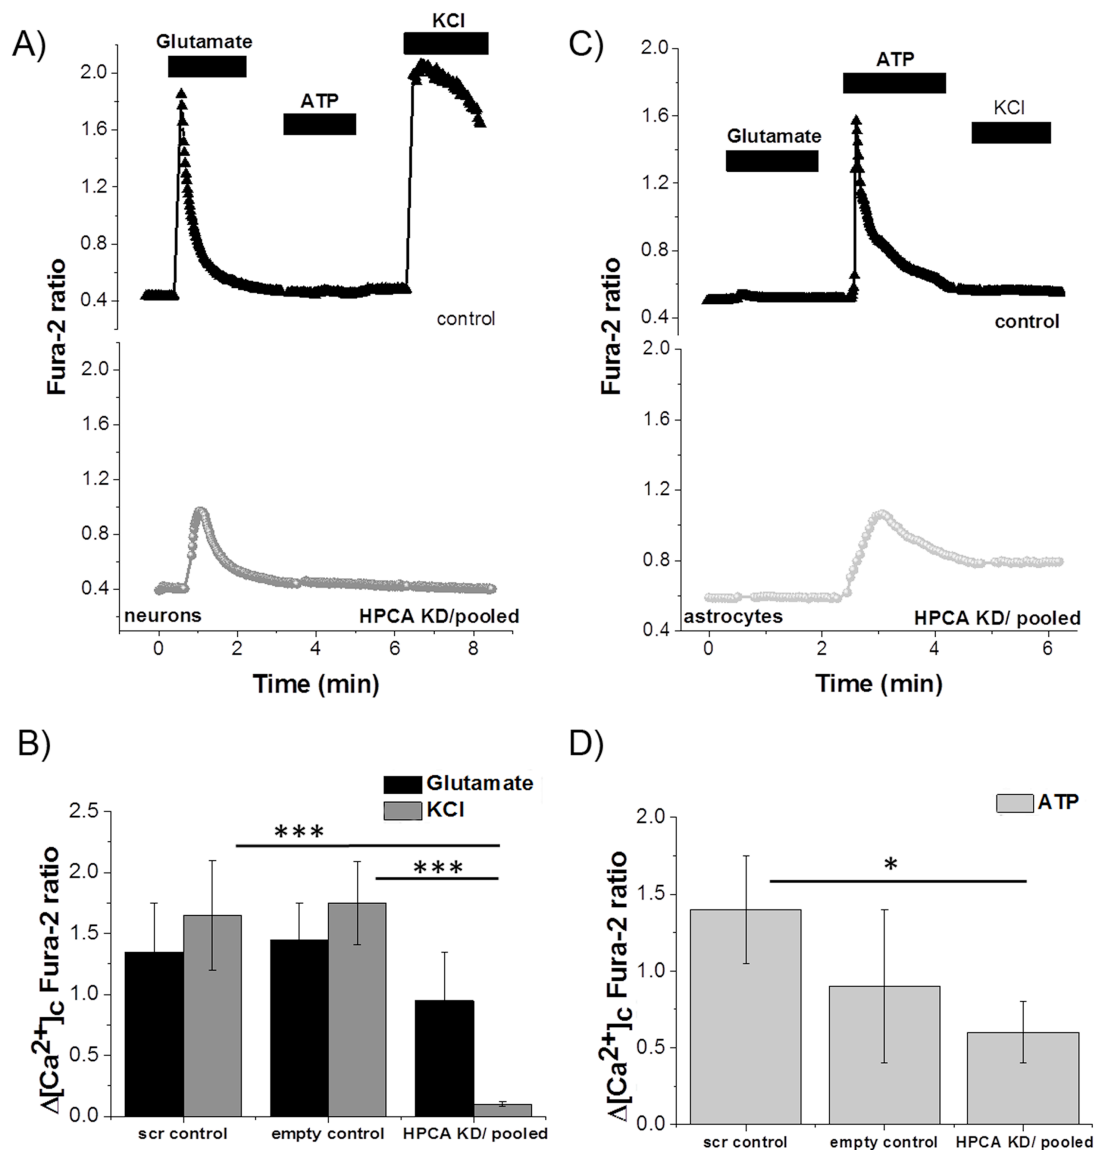 A)
Glutamate
ATP
KCl
2.0
1.6
1.2
0.8
0.4
control
Fura-2 ratio
2.0
1.6
1.2
0.8
0.4
neurons
HPCA KD/pooled
0 2 4 6 8
Time (min)
C)
ATP
KCl
Glutamate
2.0
1.6
1.2
0.8
0.4
control
Fura-2 ratio
2.0
1.6
1.2
0.8
0.4
astrocytes
HPCA KD/ pooled
0 2 4 6
Time (min)
B)
Glutamate
KCl
***
***
2.5
2.0
1.5
1.0
0.5
0.0
Δ[Ca2+]c Fura-2 ratio
scr control empty control HPCA KD/ pooled
D)
ATP
*
2.0
1.5
1.0
0.5
0.0
Δ[Ca2+]c Fura-2 ratio
scr control empty control HPCA KD/ pooled